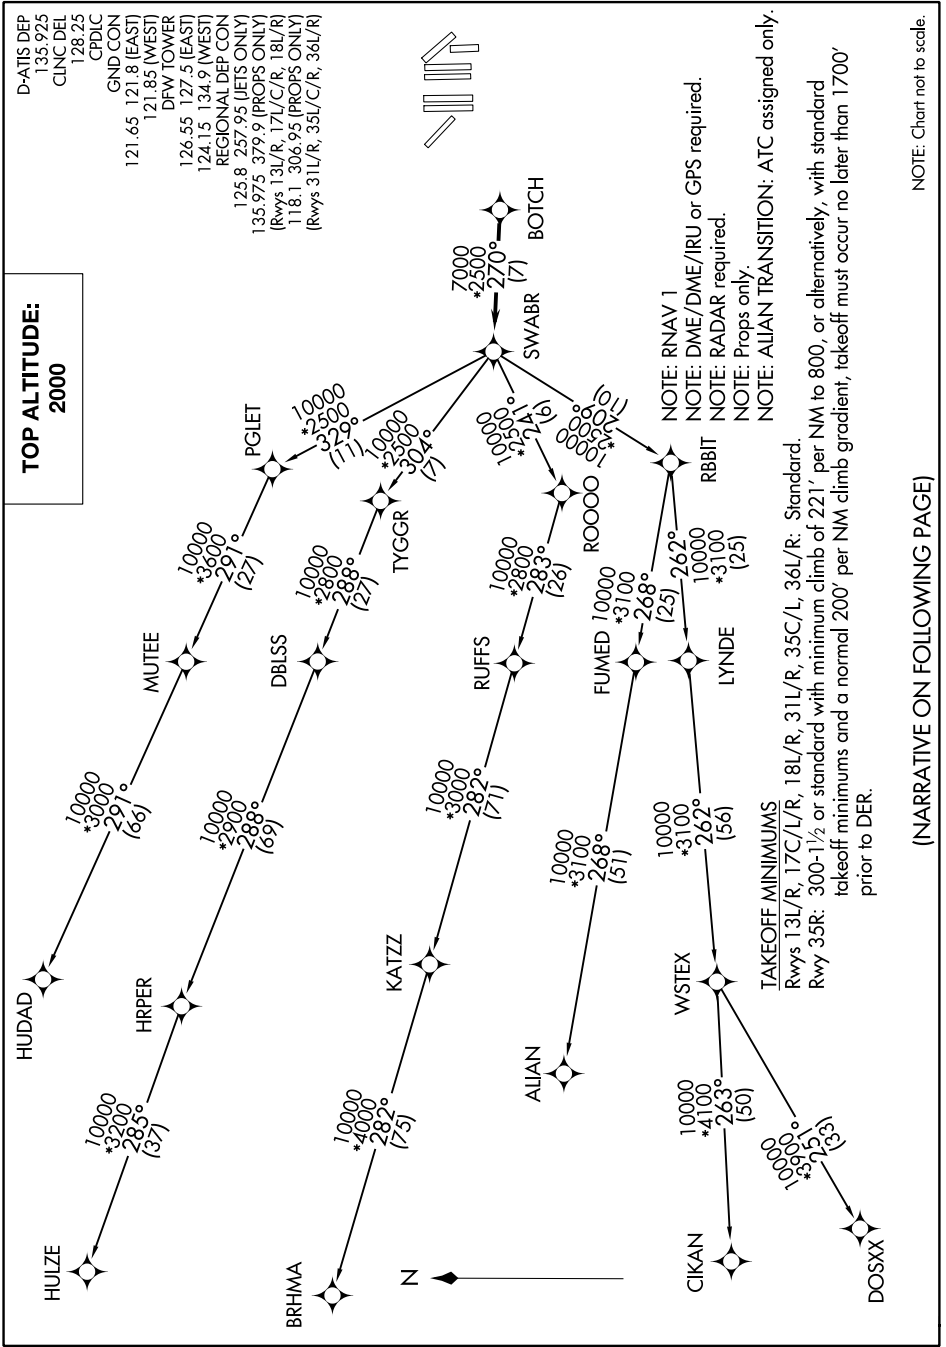 TOP ALTITUDE:
2000
D-ATIS DEP
135.925
CLNC DEL
128.25
CPDLC
GND CON
121.65 121.8 (EAST)
121.85 (WEST)
DFW TOWER
126.55 127.5 (EAST)
124.15 134.9 (WEST)
REGIONAL DEP CON
125.8 257.95 (JETS ONLY)
135.975 379.9 (PROPS ONLY)
(Rwys 13L/R, 17L/C/R, 18L/R)
118.1 306.95 (PROPS ONLY)
(Rwys 31L/R, 35L/C/R, 36L/R)
HUDAD
10000
*3000
291°
(66)
MUTEE
10000
*3600
291°
(27)
PGLET
10000
*2500
329°
(11)
HULZE
10000
*3200
285°
(37)
HRPER
10000
*2900
288°
(69)
DBLSS
10000
*2800
288°
(27)
TYGGR
10000
*2500
304°
(7)
BRHMA
10000
*4000
282°
(75)
KATZZ
10000
*3000
282°
(71)
RUFFS
10000
*2800
283°
(26)
ROOOO
10000
*2500
241°
(9)
SWABR
7000
*2500
270°
(7)
BOTCH
N
ALIAN
10000
*3100
268°
(51)
FUMED
10000
*3100
268°
(25)
RBBIT
10000
*2500
209°
(10)
CIKAN
10000
*4100
263°
(50)
WSTEX
10000
*3100
262°
(56)
LYNDE
262°
10000
*3100
(25)
DOSXX
10000
*3900
251°
(33)
NOTE: RNAV 1
NOTE: DME/DME/IRU or GPS required.
NOTE: RADAR required.
NOTE: Props only.
NOTE: ALIAN TRANSITION: ATC assigned only.
TAKEOFF MINIMUMS
Rwys 13L/R, 17C/L/R, 18L/R, 31L/R, 35C/L, 36L/R: Standard.
Rwy 35R: 300-1½ or standard with minimum climb of 221' per NM to 800, or alternatively, with standard
takeoff minimums and a normal 200' per NM climb gradient, takeoff must occur no later than 1700'
prior to DER.
(NARRATIVE ON FOLLOWING PAGE)
NOTE: Chart not to scale.